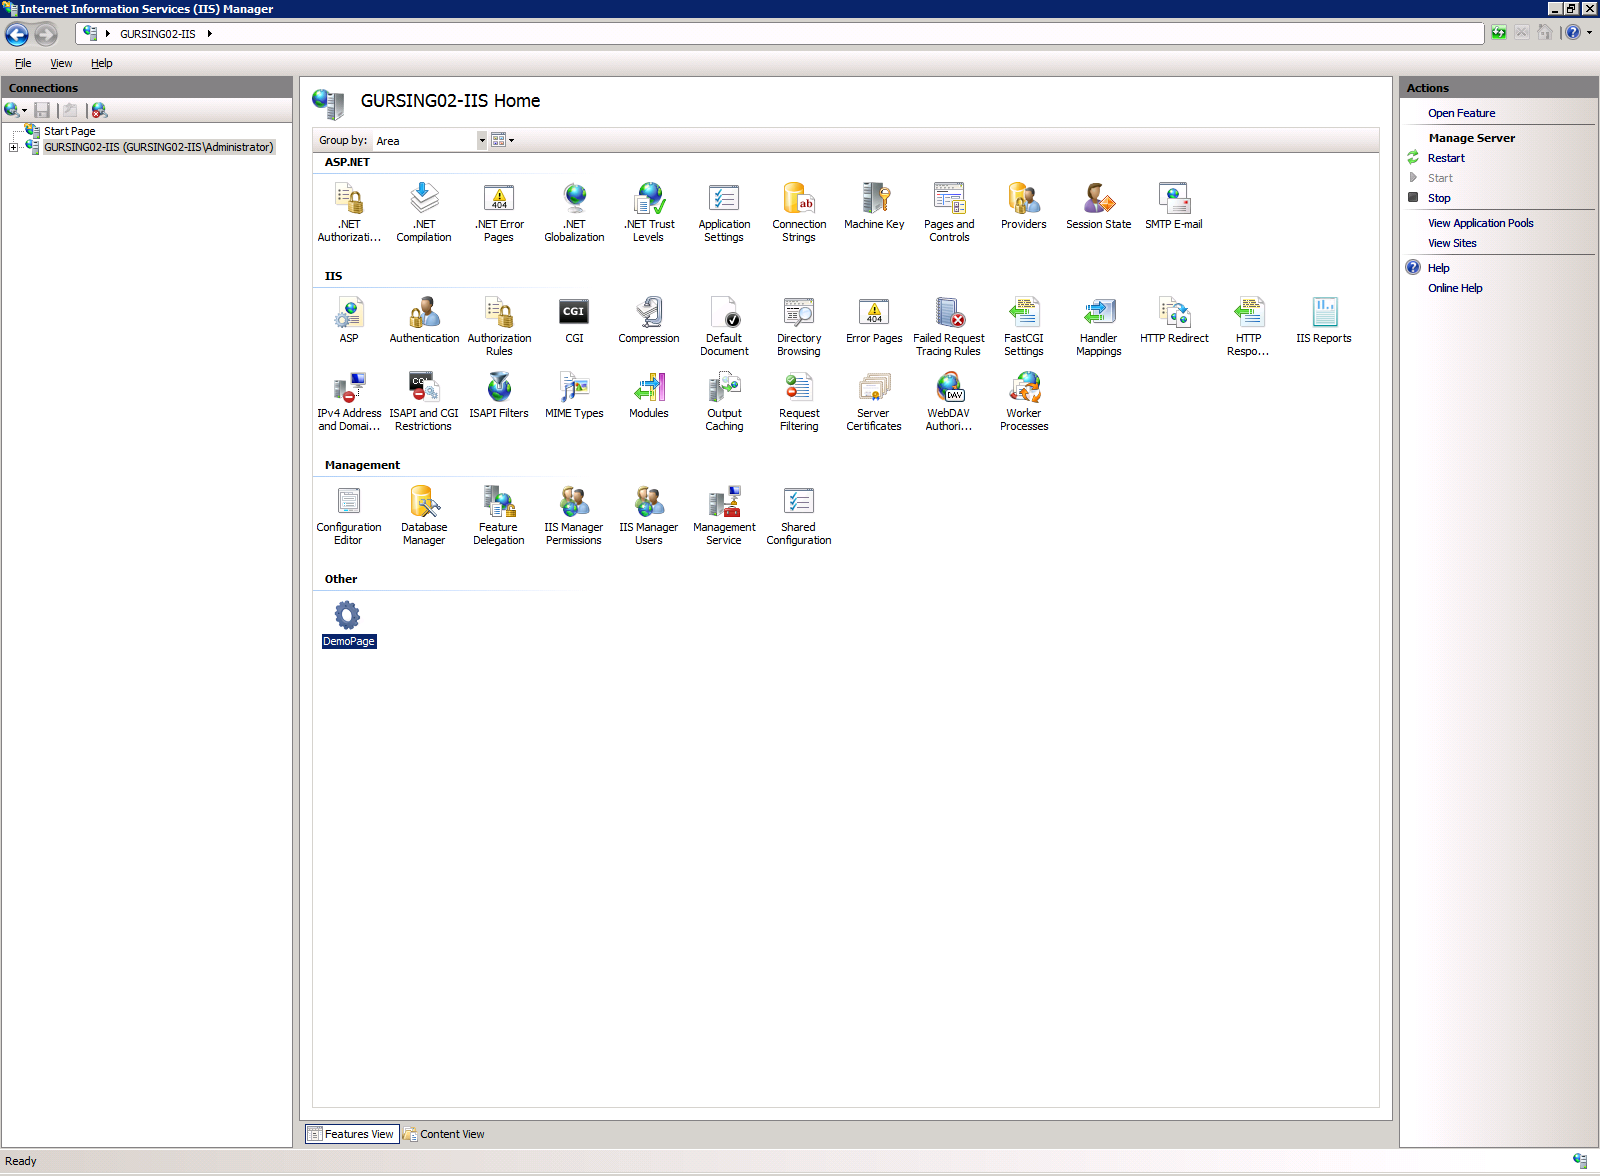 Internet Information Services (IIS) Manager
GURSING02-IIS
File View Help
Connections
Start Page
GURSING02-IIS (GURSING02-IIS\Administrator)
GURSING02-IIS Home
Group by: Area
ASP.NET
.NET Authorizati...
.NET Compilation
.NET Error Pages
.NET Globalization
.NET Trust Levels
Application Settings
Connection Strings
Machine Key
Pages and Controls
Providers
Session State
SMTP E-mail
IIS
ASP
Authentication
Authorization Rules
CGI
Compression
Default Document
Directory Browsing
Error Pages
Failed Request Tracing Rules
FastCGI Settings
Handler Mappings
HTTP Redirect
HTTP Respo...
IIS Reports
IPv4 Address and Domai...
ISAPI and CGI Restrictions
ISAPI Filters
MIME Types
Modules
Output Caching
Request Filtering
Server Certificates
WebDAV Authori...
Worker Processes
Management
Configuration Editor
Database Manager
Feature Delegation
IIS Manager Permissions
IIS Manager Users
Management Service
Shared Configuration
Other
DemoPage
Features View
Content View
Actions
Open Feature
Manage Server
Restart
Start
Stop
View Application Pools
View Sites
Help
Online Help
Ready